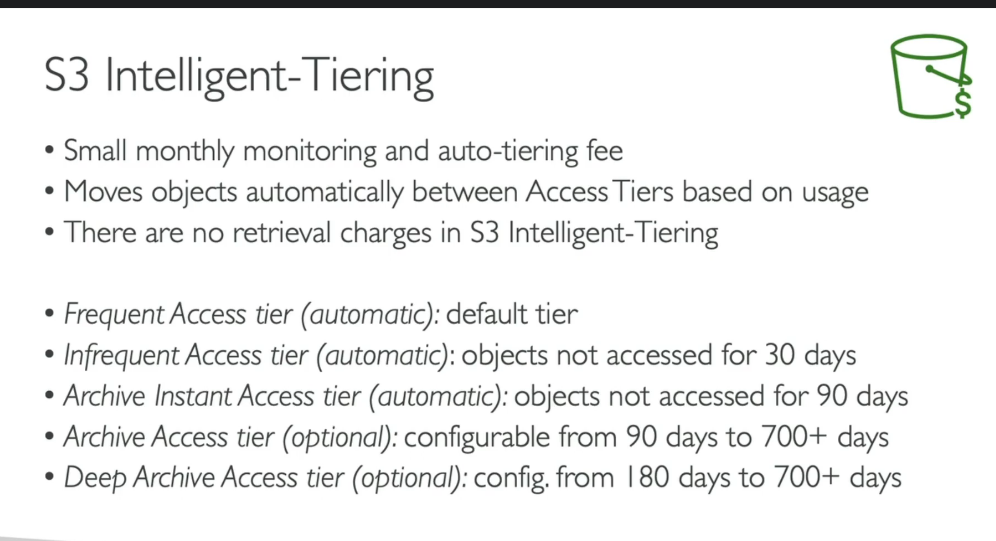 S3 Intelligent-Tiering
$
• Small monthly monitoring and auto-tiering fee
• Moves objects automatically between Access Tiers based on usage
• There are no retrieval charges in S3 Intelligent-Tiering
• Frequent Access tier (automatic): default tier
• Infrequent Access tier (automatic): objects not accessed for 30 days
• Archive Instant Access tier (automatic): objects not accessed for 90 days
• Archive Access tier (optional): configurable from 90 days to 700+ days
• Deep Archive Access tier (optional): config. from 180 days to 700+ days